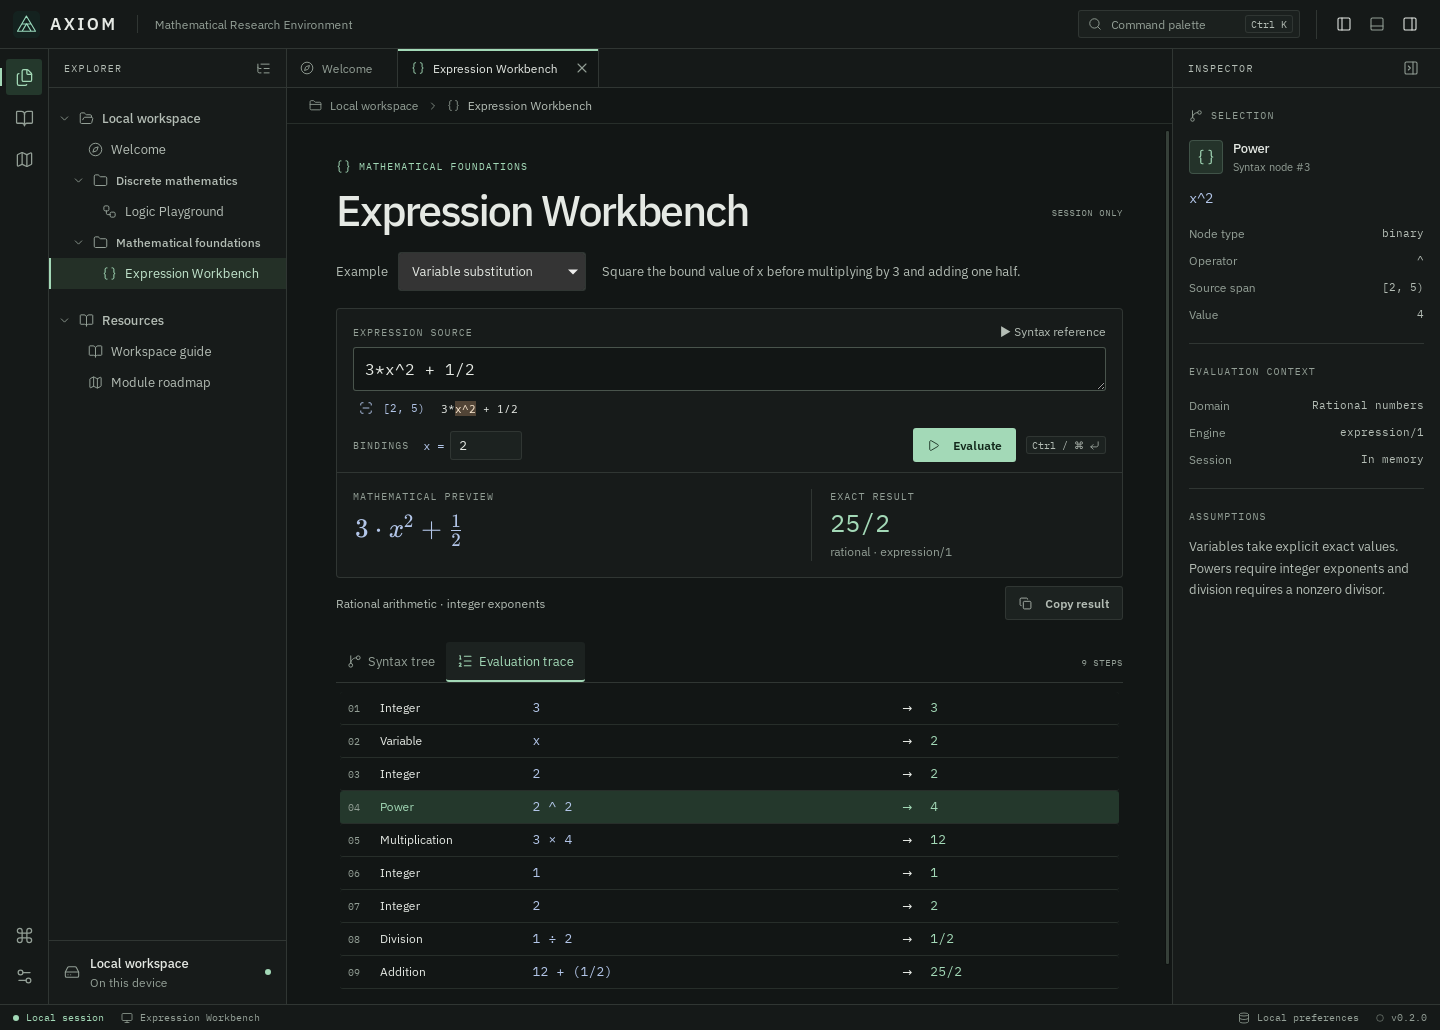 AXIOM
Mathematical Research Environment
Command palette
Ctrl K
EXPLORER
Local workspace
Welcome
Discrete mathematics
Logic Playground
Mathematical foundations
{} Expression Workbench
Resources
Workspace guide
Module roadmap
Local workspace
On this device
Welcome
{} Expression Workbench
Local workspace > {} Expression Workbench
{} MATHEMATICAL FOUNDATIONS
Expression Workbench
SESSION ONLY
Example Variable substitution Square the bound value of x before multiplying by 3 and adding one half.
EXPRESSION SOURCE
▶ Syntax reference
3*x^2 + 1/2
[2, 5) 3*x^2 + 1/2
BINDINGS x = 2
Evaluate
Ctrl / ⌘ ↵
MATHEMATICAL PREVIEW
3 · x² + 1/2
EXACT RESULT
25/2
rational · expression/1
Rational arithmetic · integer exponents
Copy result
Syntax tree
Evaluation trace
9 STEPS
01 Integer 3 → 3
02 Variable x → 2
03 Integer 2 → 2
04 Power 2 ^ 2 → 4
05 Multiplication 3 × 4 → 12
06 Integer 1 → 1
07 Integer 2 → 2
08 Division 1 ÷ 2 → 1/2
09 Addition 12 + (1/2) → 25/2
INSPECTOR
SELECTION
{} Power
Syntax node #3
x^2
Node type binary
Operator ^
Source span [2, 5)
Value 4
EVALUATION CONTEXT
Domain Rational numbers
Engine expression/1
Session In memory
ASSUMPTIONS
Variables take explicit exact values.
Powers require integer exponents and
division requires a nonzero divisor.
Local session
Expression Workbench
Local preferences
v0.2.0